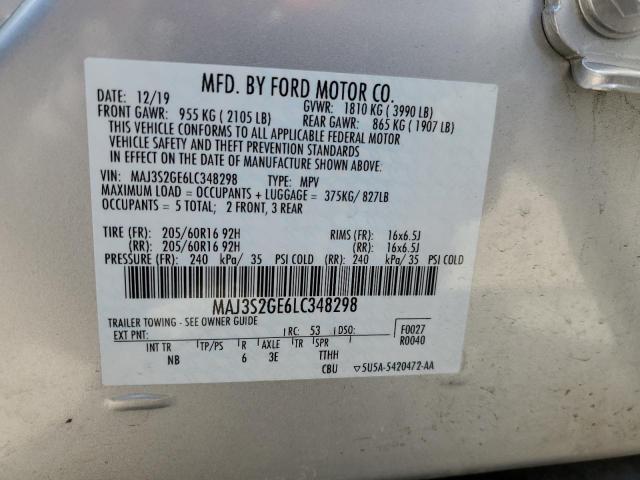 MFD. BY FORD MOTOR CO.
DATE: 12/19 GVWR: 1810 KG ( 3990 LB)
FRONT GAWR: 955 KG ( 2105 LB) REAR GAWR: 865 KG ( 1907 LB)
THIS VEHICLE CONFORMS TO ALL APPLICABLE FEDERAL MOTOR
VEHICLE SAFETY AND THEFT PREVENTION STANDARDS
IN EFFECT ON THE DATE OF MANUFACTURE SHOWN ABOVE.
VIN: MAJ3S2GE6LC348298 TYPE: MPV
MAXIMUM LOAD = OCCUPANTS + LUGGAGE = 375KG/ 827LB
OCCUPANTS = 5 TOTAL; 2 FRONT, 3 REAR
TIRE (FR): 205/60R16 92H RIMS (FR): 16x6.5J
(RR): 205/60R16 92H (RR): 16x6.5J
PRESSURE (FR): 240 kPa/ 35 PSI COLD (RR): 240 kPa/ 35 PSI COLD
MAJ3S2GE6LC348298
TRAILER TOWING - SEE OWNER GUIDE
EXT PNT: RC: 53 DSO: F0027
R0040
INT TR TP/PS R AXLE TR SPR
NB 6 3E TTHH
CBU ▽5U5A-5420472-AA